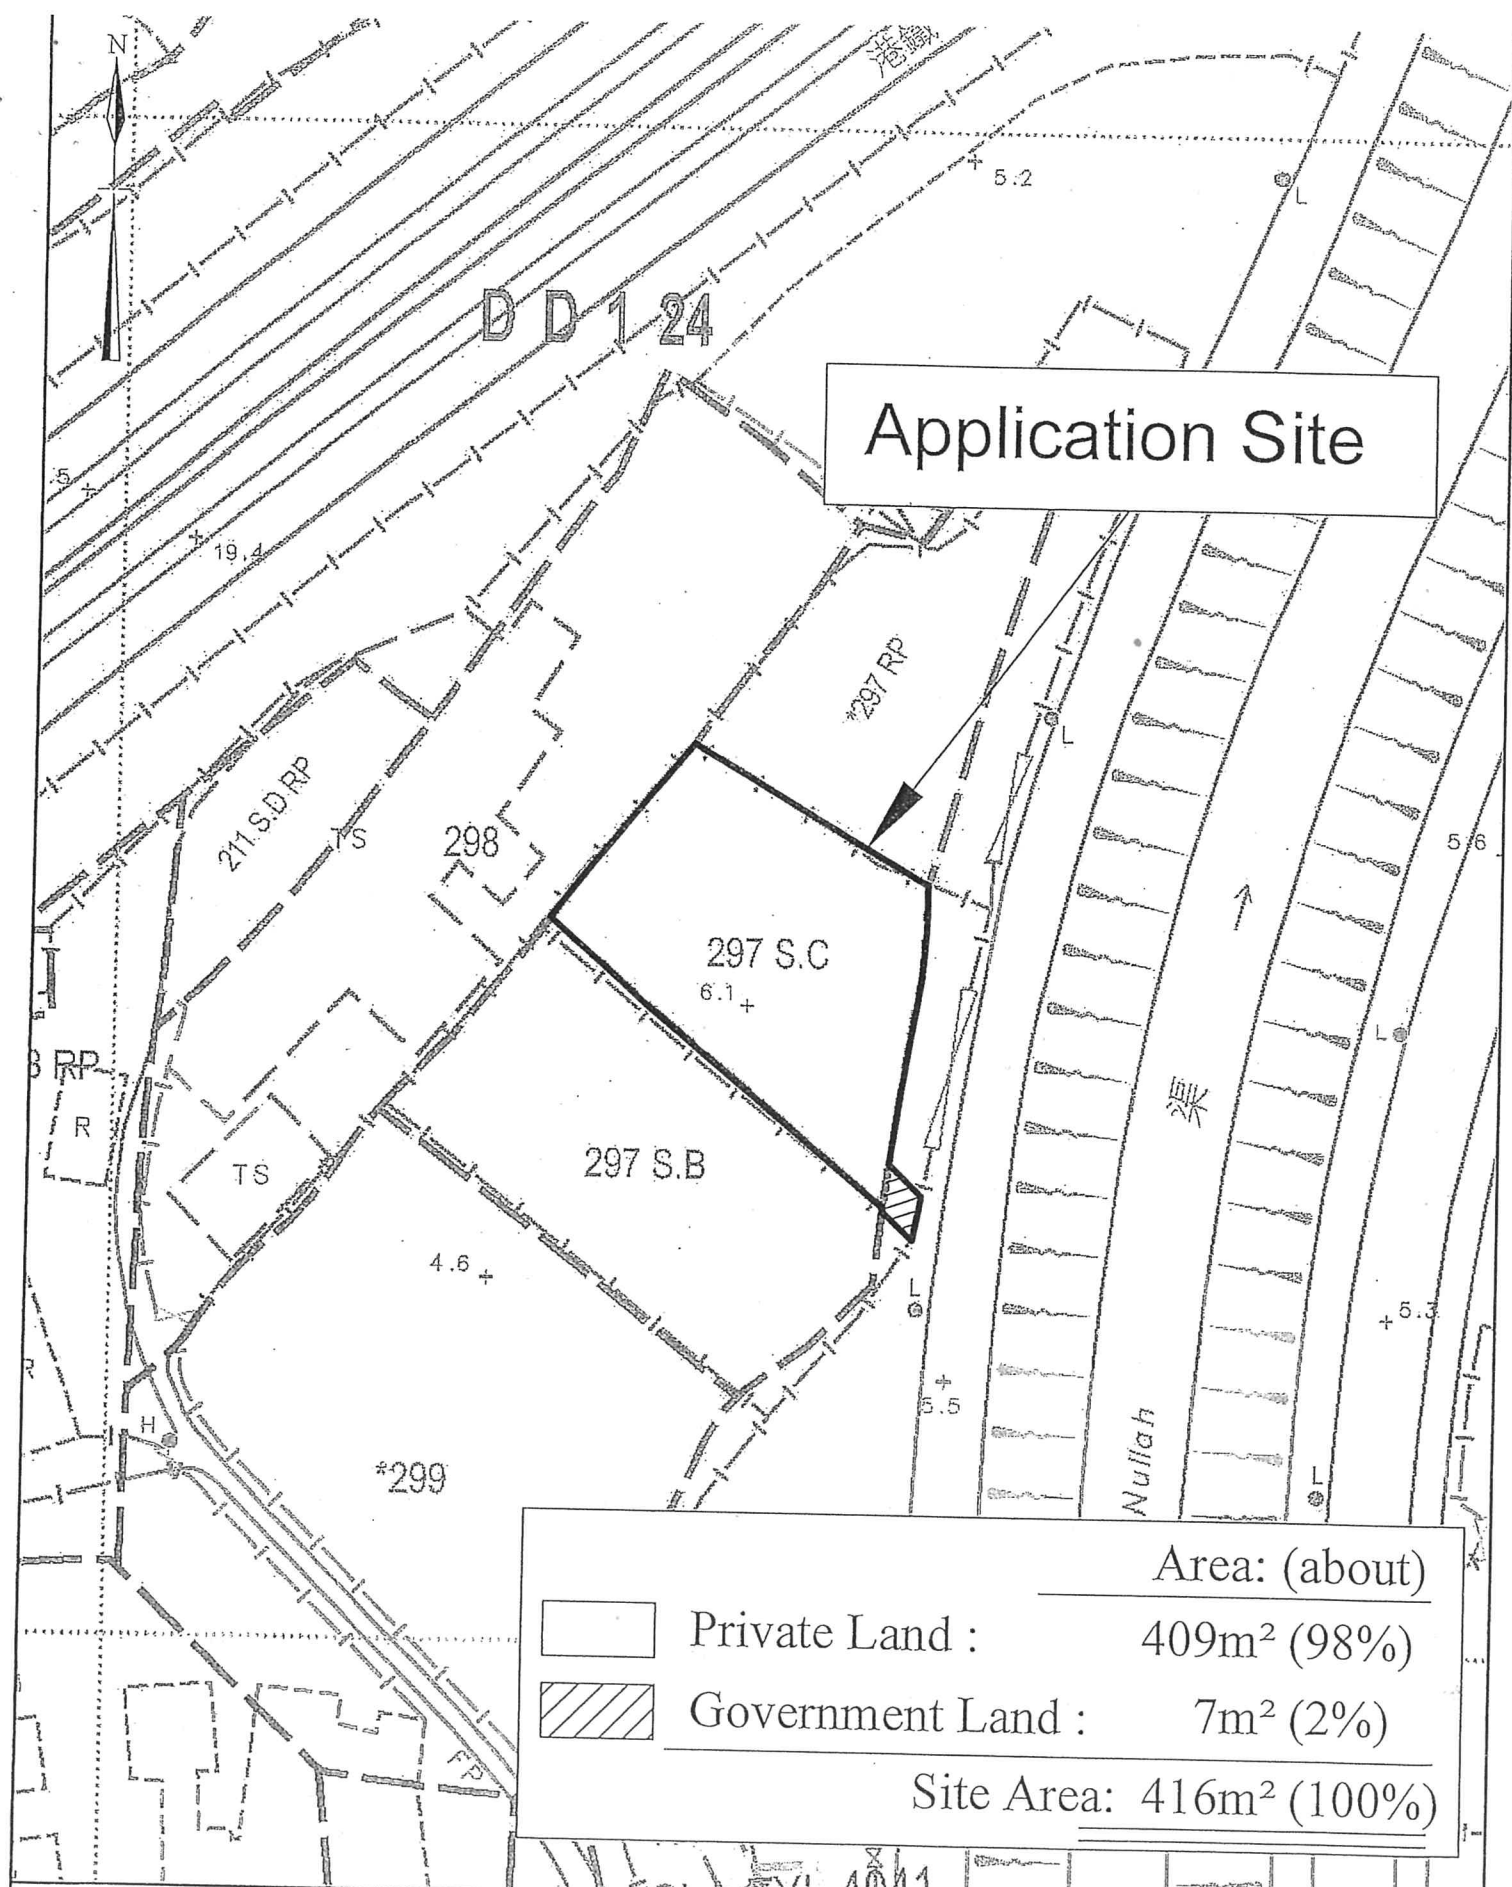 N
港鐵
5.2
L
D D 1 24
Application Site
5
19.4
*297 RP
L
211 S.D RP
TS
298
5.6
297 S.C
6.1
L
渠
3 RP
R
297 S.B
TS
4.6
L
5.3
R
5.5
H
*299
Nullah
L
FP
Area: (about)
Private Land : 409m² (98%)
Government Land : 7m² (2%)
Site Area: 416m² (100%)